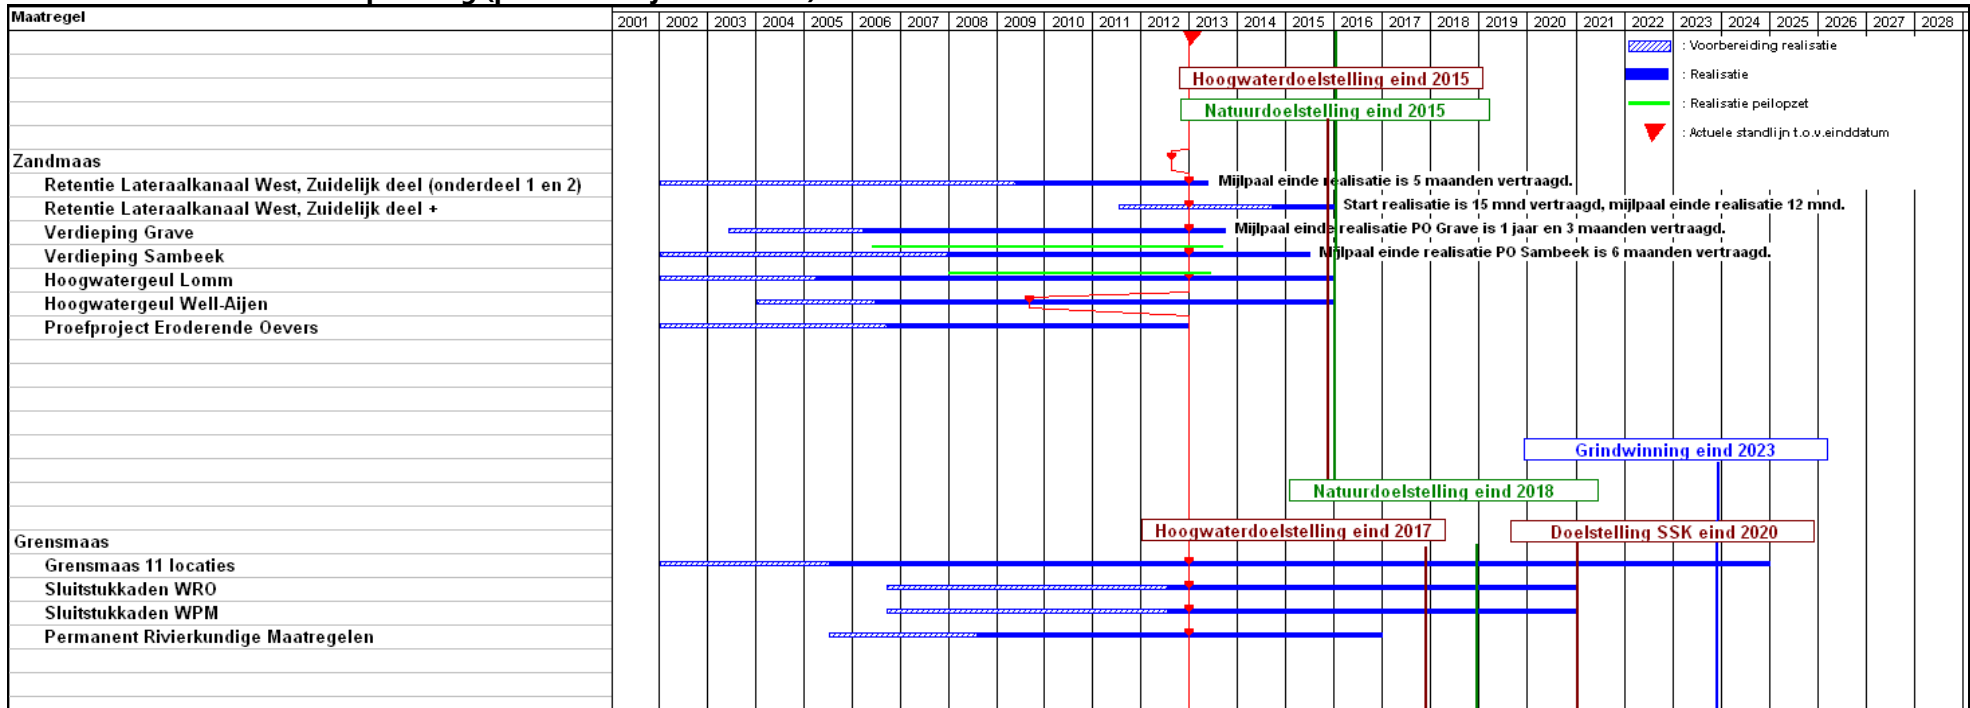 Maatregel
2001 2002 2003 2004 2005 2006 2007 2008 2009 2010 2011 2012 2013 2014 2015 2016 2017 2018 2019 2020 2021 2022 2023 2024 2025 2026 2027 2028
: Voorbereiding realisatie
: Realisatie
: Realisatie peilopzet
: Actuele standlijn t.o.v.einddatum
Hoogwaterdoelstelling eind 2015
Natuurdoelstelling eind 2015
Zandmaas
Retentie Lateraalkanaal West, Zuidelijk deel (onderdeel 1 en 2)
Mijlpaal einde realisatie is 5 maanden vertraagd.
Retentie Lateraalkanaal West, Zuidelijk deel +
Start realisatie is 15 mnd vertraagd, mijlpaal einde realisatie 12 mnd.
Verdieping Grave
Mijlpaal einde realisatie PO Grave is 1 jaar en 3 maanden vertraagd.
Verdieping Sambeek
Mijlpaal einde realisatie PO Sambeek is 6 maanden vertraagd.
Hoogwatergeul Lomm
Hoogwatergeul Well-Aijen
Proefproject Eroderende Oevers
Grindwinning eind 2023
Natuurdoelstelling eind 2018
Hoogwaterdoelstelling eind 2017
Doelstelling SSK eind 2020
Grensmaas
Grensmaas 11 locaties
Sluitstukkaden WRO
Sluitstukkaden WPM
Permanent Rivierkundige Maatregelen